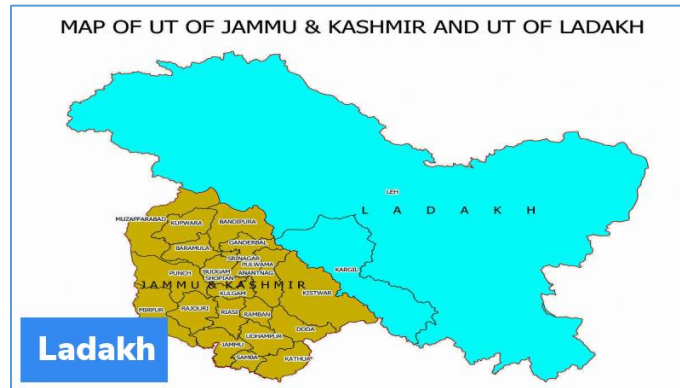 MAP OF UT OF JAMMU & KASHMIR AND UT OF LADAKH
LEH
L A D A K H
MUZAFFARABAD
KUPWARA
BANDIPURA
GANDERBAL
BARAMULA
SRINAGAR
PULWAMA
KARGIL
PUNCH
BUDGAM
ANANTNAG
SHOPIAN
JAMMU & KASHMIR
KULGAM
KISTWAR
MIRPUR
RAJOURI
RIASI
RAMBAN
DODA
UDHAMPUR
JAMMU
SAMBA
KATHUA
Ladakh